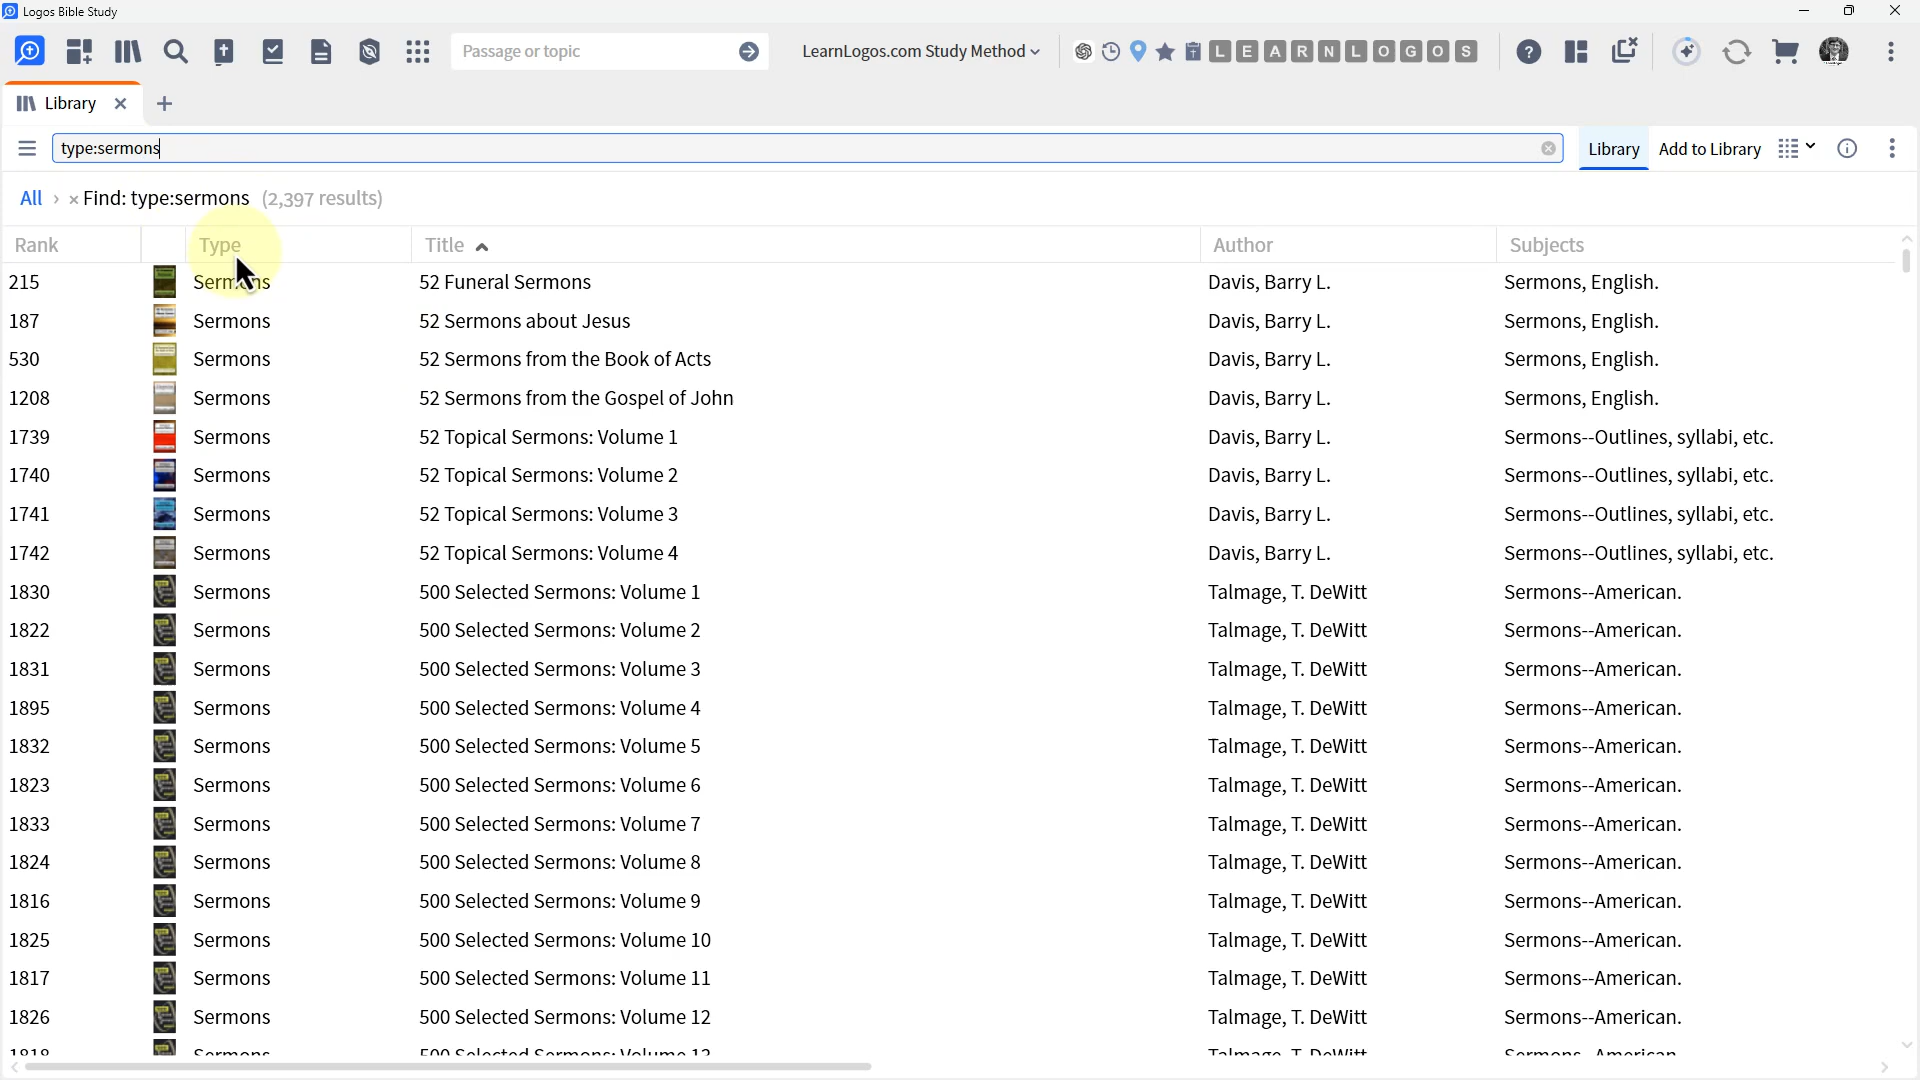 Logos Bible Study
Passage or topic
LearnLogos.com Study Method
L E A R N L O G O S
Library
type:sermons
Library
Add to Library
All › × Find: type:sermons (2,397 results)
Rank Type Title Author Subjects
215 Sermons 52 Funeral Sermons Davis, Barry L. Sermons, English.
187 Sermons 52 Sermons about Jesus Davis, Barry L. Sermons, English.
530 Sermons 52 Sermons from the Book of Acts Davis, Barry L. Sermons, English.
1208 Sermons 52 Sermons from the Gospel of John Davis, Barry L. Sermons, English.
1739 Sermons 52 Topical Sermons: Volume 1 Davis, Barry L. Sermons--Outlines, syllabi, etc.
1740 Sermons 52 Topical Sermons: Volume 2 Davis, Barry L. Sermons--Outlines, syllabi, etc.
1741 Sermons 52 Topical Sermons: Volume 3 Davis, Barry L. Sermons--Outlines, syllabi, etc.
1742 Sermons 52 Topical Sermons: Volume 4 Davis, Barry L. Sermons--Outlines, syllabi, etc.
1830 Sermons 500 Selected Sermons: Volume 1 Talmage, T. DeWitt Sermons--American.
1822 Sermons 500 Selected Sermons: Volume 2 Talmage, T. DeWitt Sermons--American.
1831 Sermons 500 Selected Sermons: Volume 3 Talmage, T. DeWitt Sermons--American.
1895 Sermons 500 Selected Sermons: Volume 4 Talmage, T. DeWitt Sermons--American.
1832 Sermons 500 Selected Sermons: Volume 5 Talmage, T. DeWitt Sermons--American.
1823 Sermons 500 Selected Sermons: Volume 6 Talmage, T. DeWitt Sermons--American.
1833 Sermons 500 Selected Sermons: Volume 7 Talmage, T. DeWitt Sermons--American.
1824 Sermons 500 Selected Sermons: Volume 8 Talmage, T. DeWitt Sermons--American.
1816 Sermons 500 Selected Sermons: Volume 9 Talmage, T. DeWitt Sermons--American.
1825 Sermons 500 Selected Sermons: Volume 10 Talmage, T. DeWitt Sermons--American.
1817 Sermons 500 Selected Sermons: Volume 11 Talmage, T. DeWitt Sermons--American.
1826 Sermons 500 Selected Sermons: Volume 12 Talmage, T. DeWitt Sermons--American.